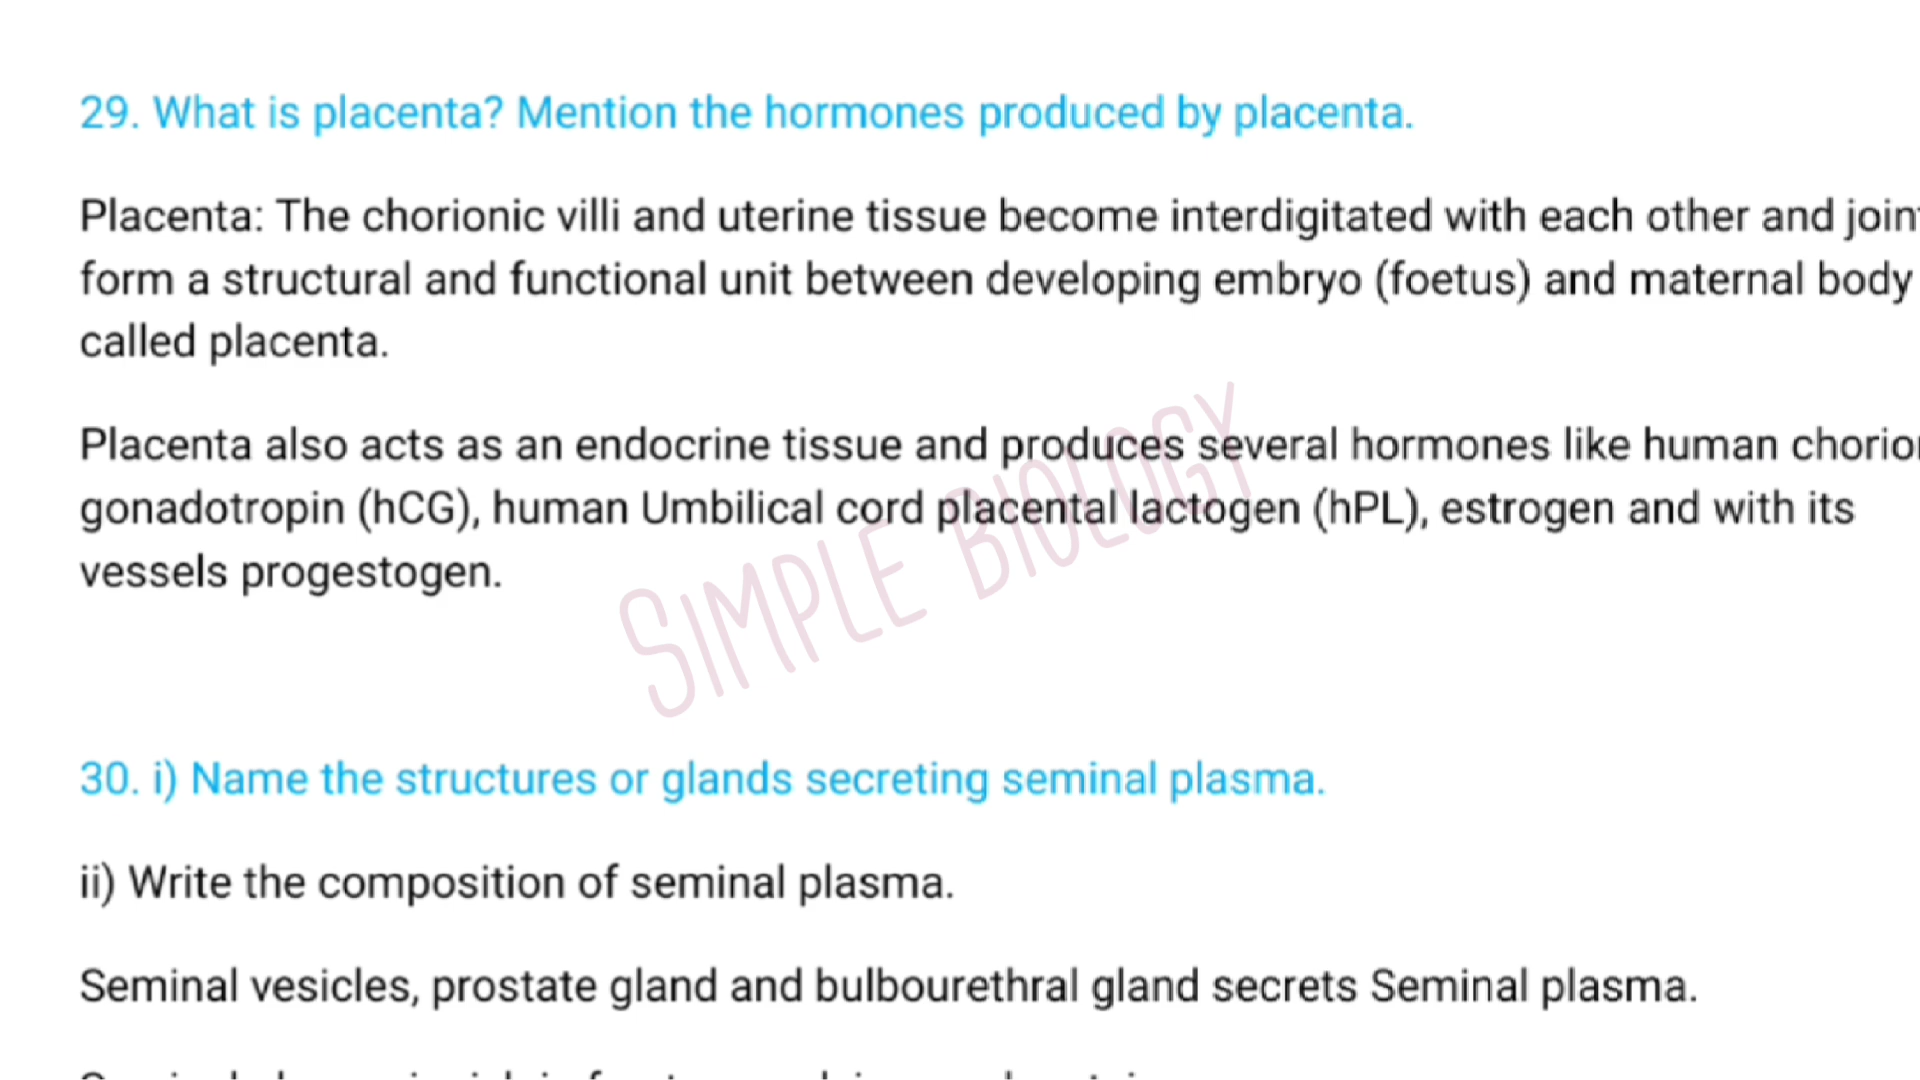 29. What is placenta? Mention the hormones produced by placenta.
Placenta: The chorionic villi and uterine tissue become interdigitated with each other and
form a structural and functional unit between developing embryo (foetus) and maternal body
called placenta.
Placenta also acts as an endocrine tissue and produces several hormones like human
gonadotropin (hCG), human Umbilical cord placental lactogen (hPL), estrogen and with its
vessels progestogen.
SIMPLE BIOLOGY
30. i) Name the structures or glands secreting seminal plasma.
ii) Write the composition of seminal plasma.
Seminal vesicles, prostate gland and bulbourethral gland secrets Seminal plasma.